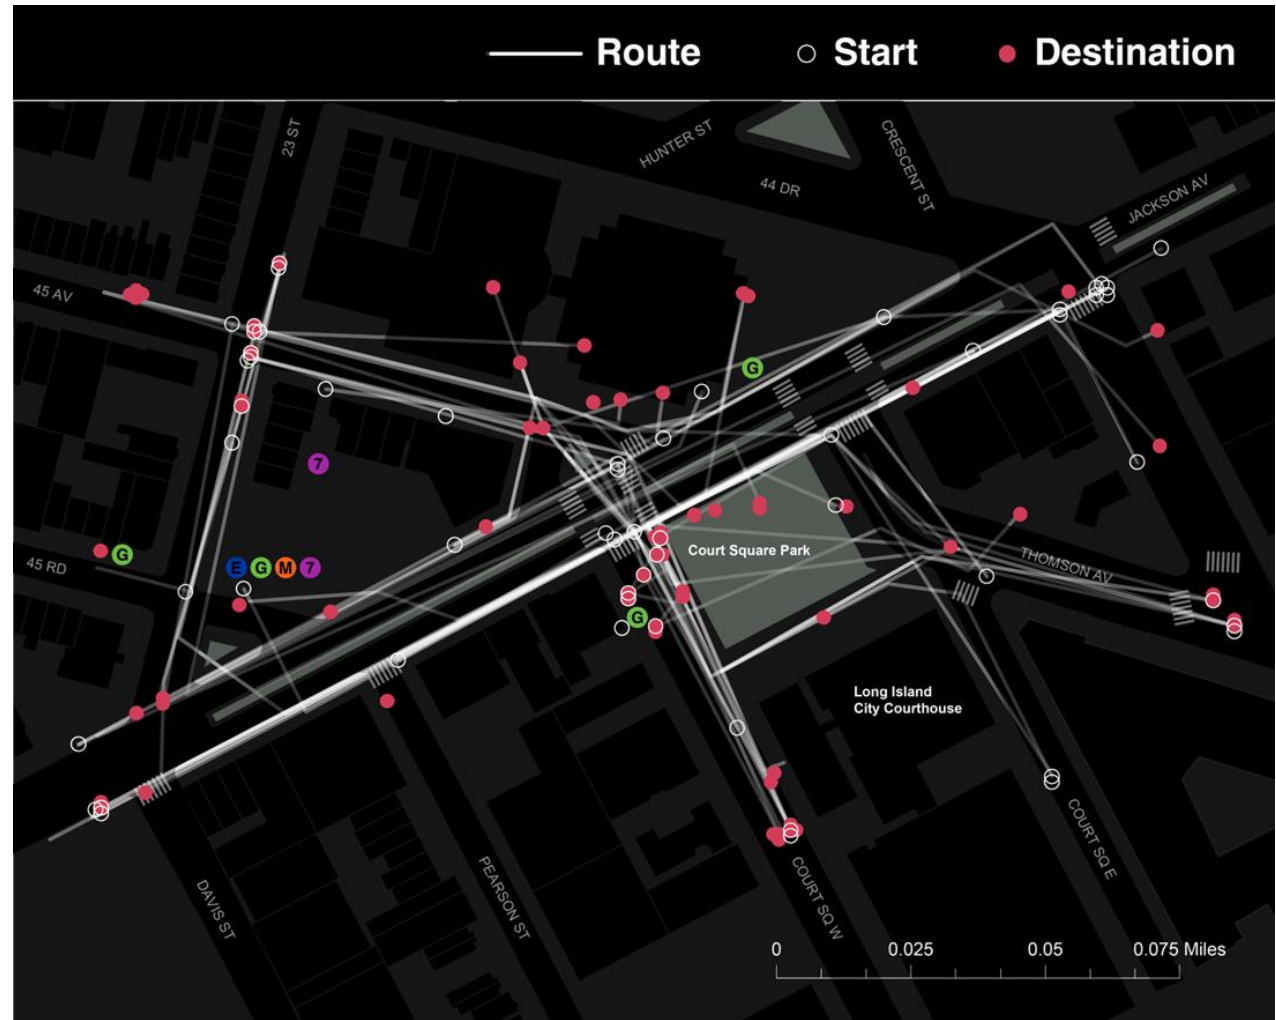 Route Start Destination
23 ST
HUNTER ST
CRESCENT ST
44 DR
JACKSON AV
45 AV
G
7
G
E G M 7
45 RD
Court Square Park
THOMSON AV
G
Long Island
City Courthouse
COURT SQ E
PEARSON ST
DAVIS ST
COURT SQ W
0 0.025 0.05 0.075 Miles